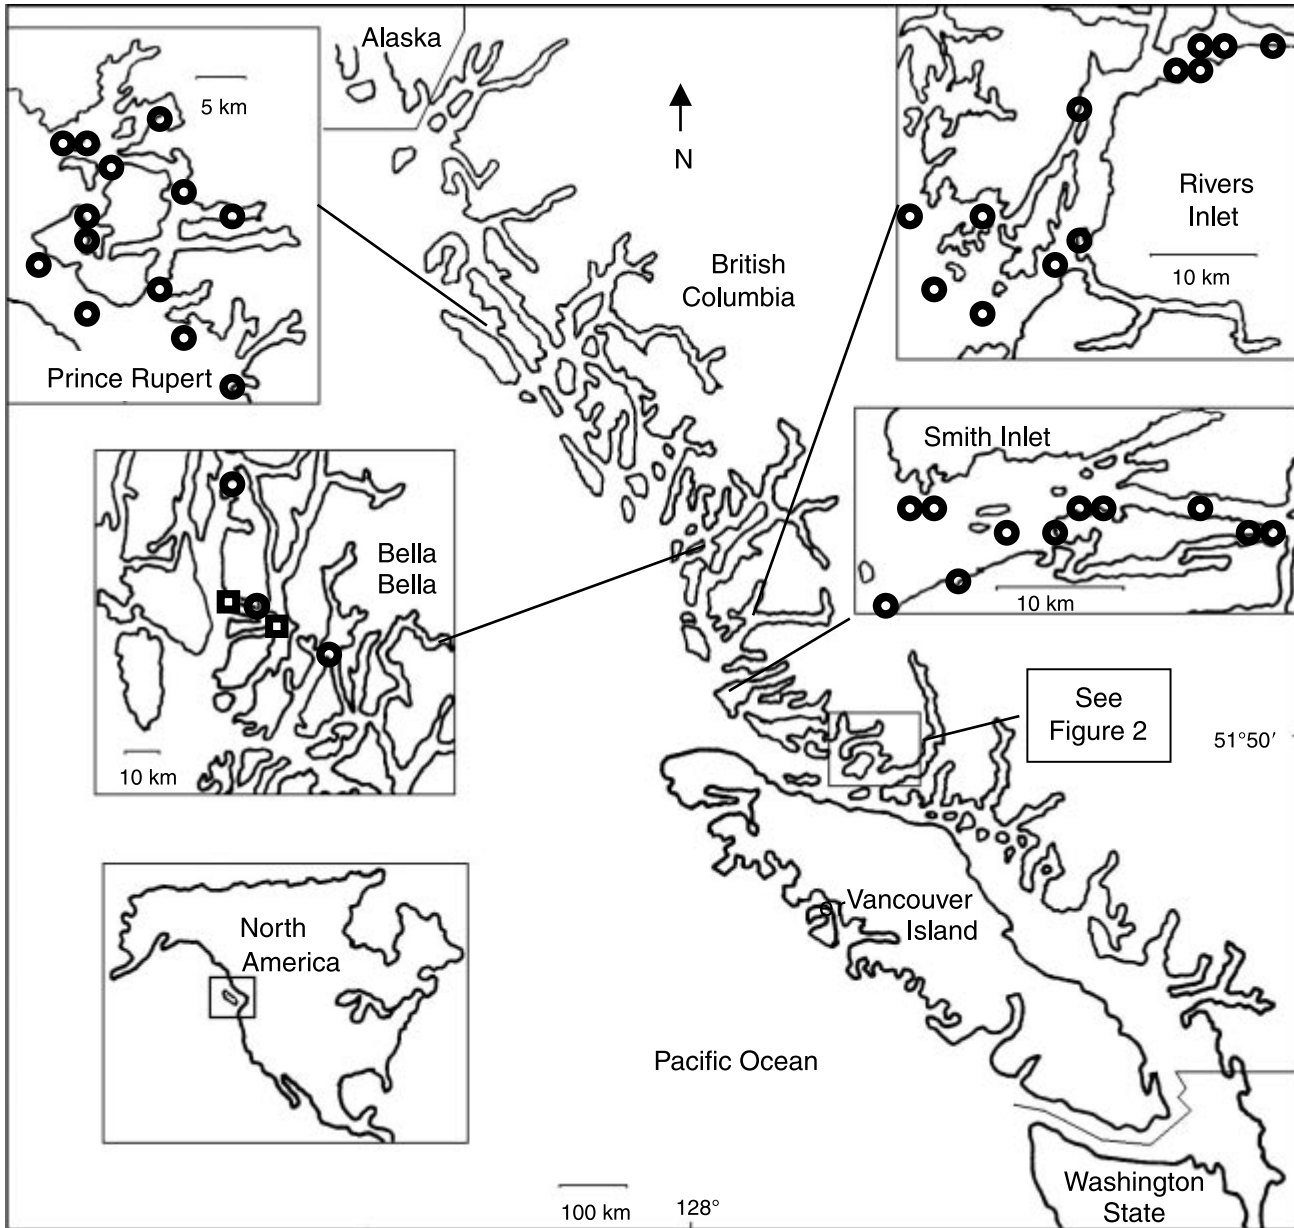 Alaska
5 km
N
Rivers
Inlet
10 km
British
Columbia
Prince Rupert
Smith Inlet
10 km
Bella
Bella
10 km
See
Figure 2
51°50′
North
America
Vancouver
Island
Pacific Ocean
Washington
State
100 km
128°